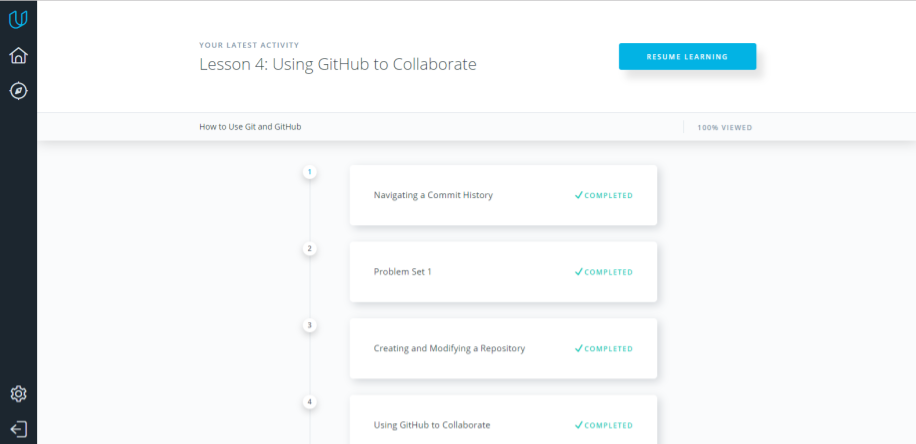 YOUR LATEST ACTIVITY
Lesson 4: Using GitHub to Collaborate
RESUME LEARNING
How to Use Git and GitHub
100% VIEWED
1
Navigating a Commit History
COMPLETED
2
Problem Set 1
COMPLETED
3
Creating and Modifying a Repository
COMPLETED
4
Using GitHub to Collaborate
COMPLETED